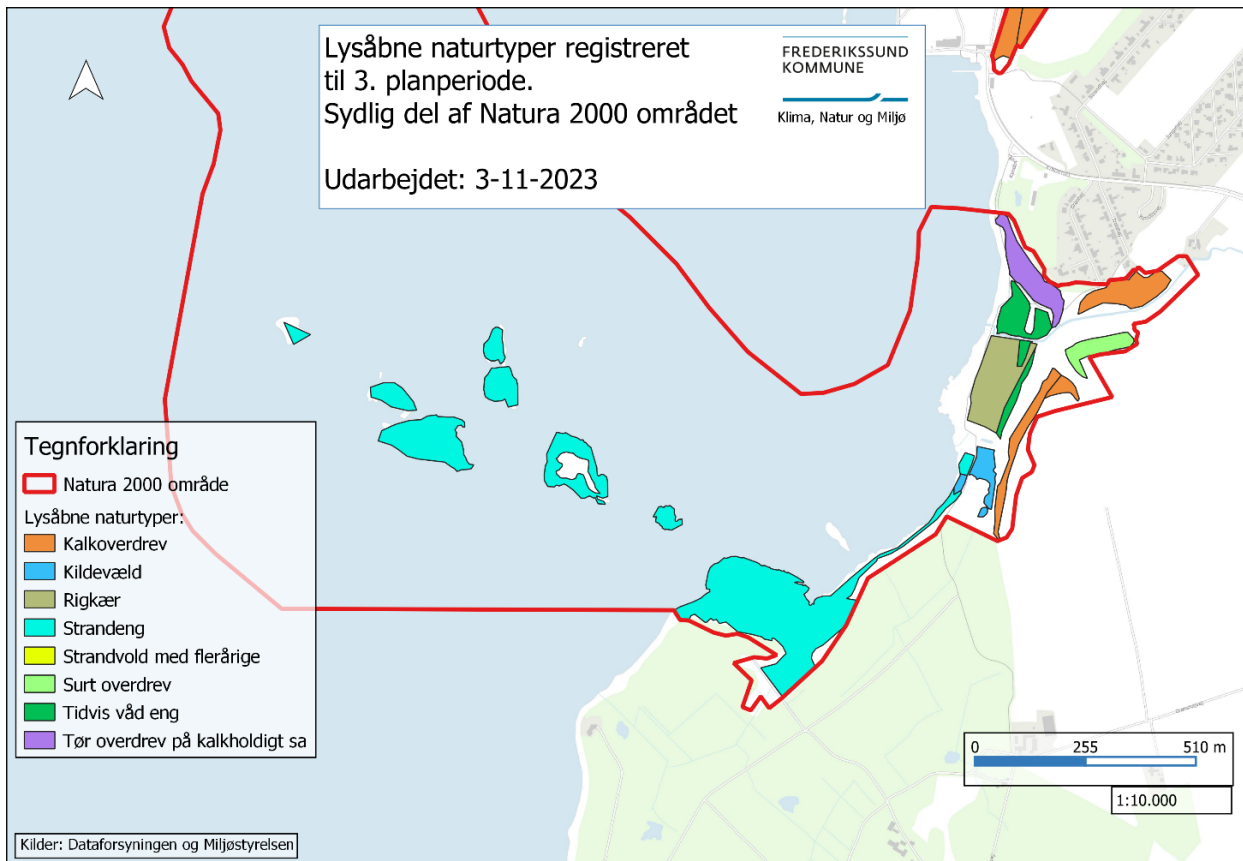 Lysåbne naturtyper registreret
til 3. planperiode.
Sydlig del af Natura 2000 området
Udarbejdet: 3-11-2023
FREDERIKSSUND
KOMMUNE
Klima, Natur og Miljø
Tegnforklaring
Natura 2000 område
Lysåbne naturtyper:
Kalkoverdrev
Kildevæld
Rigkær
Strandeng
Strandvold med flerårige
Surt overdrev
Tidvis våd eng
Tør overdrev på kalkholdigt sa
0 255 510 m
1:10.000
Kilder: Dataforsyningen og Miljøstyrelsen